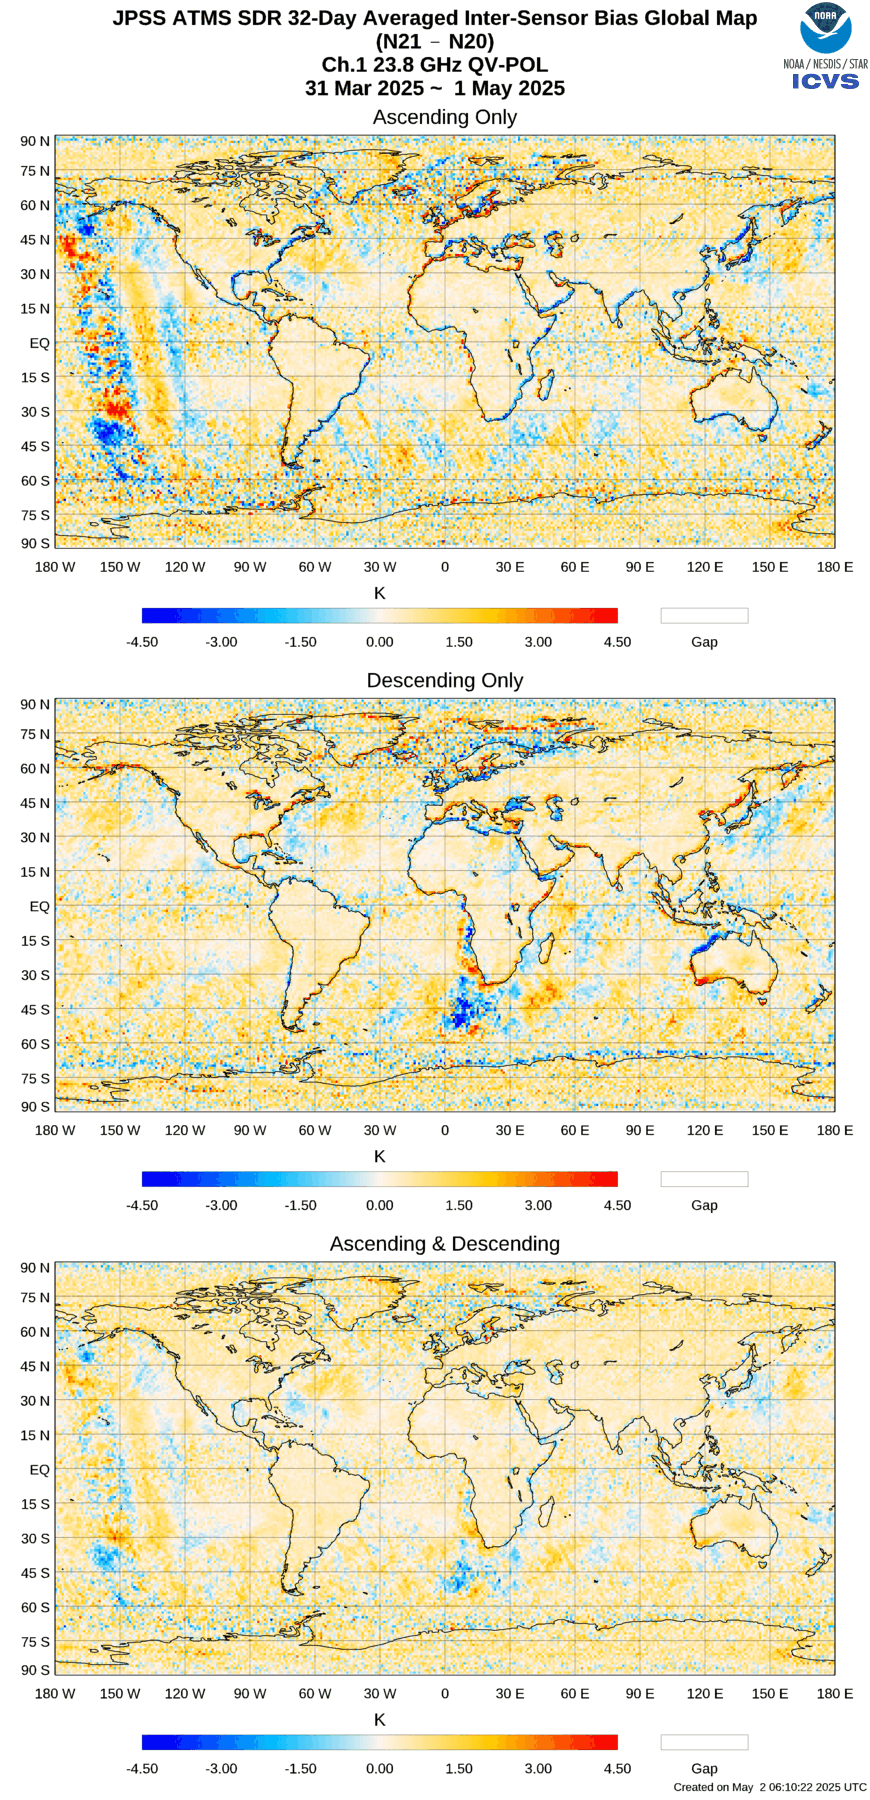 JPSS ATMS SDR 32-Day Averaged Inter-Sensor Bias Global Map
(N21 – N20)
Ch.1 23.8 GHz QV-POL
31 Mar 2025 ~ 1 May 2025
NOAA
NOAA / NESDIS / STAR
ICVS
Ascending Only
90 N
75 N
60 N
45 N
30 N
15 N
EQ
15 S
30 S
45 S
60 S
75 S
90 S
180 W 150 W 120 W 90 W 60 W 30 W 0 30 E 60 E 90 E 120 E 150 E 180 E
K
-4.50 -3.00 -1.50 0.00 1.50 3.00 4.50 Gap
Descending Only
90 N
75 N
60 N
45 N
30 N
15 N
EQ
15 S
30 S
45 S
60 S
75 S
90 S
180 W 150 W 120 W 90 W 60 W 30 W 0 30 E 60 E 90 E 120 E 150 E 180 E
K
-4.50 -3.00 -1.50 0.00 1.50 3.00 4.50 Gap
Ascending & Descending
90 N
75 N
60 N
45 N
30 N
15 N
EQ
15 S
30 S
45 S
60 S
75 S
90 S
180 W 150 W 120 W 90 W 60 W 30 W 0 30 E 60 E 90 E 120 E 150 E 180 E
K
-4.50 -3.00 -1.50 0.00 1.50 3.00 4.50 Gap
Created on May 2 06:10:22 2025 UTC